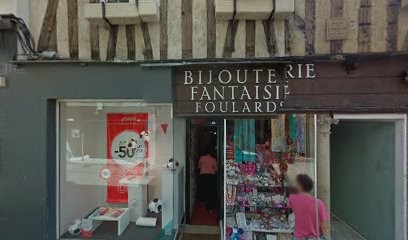 BIJOUTERIE
FANTAISIE
FOULARDS
-50%